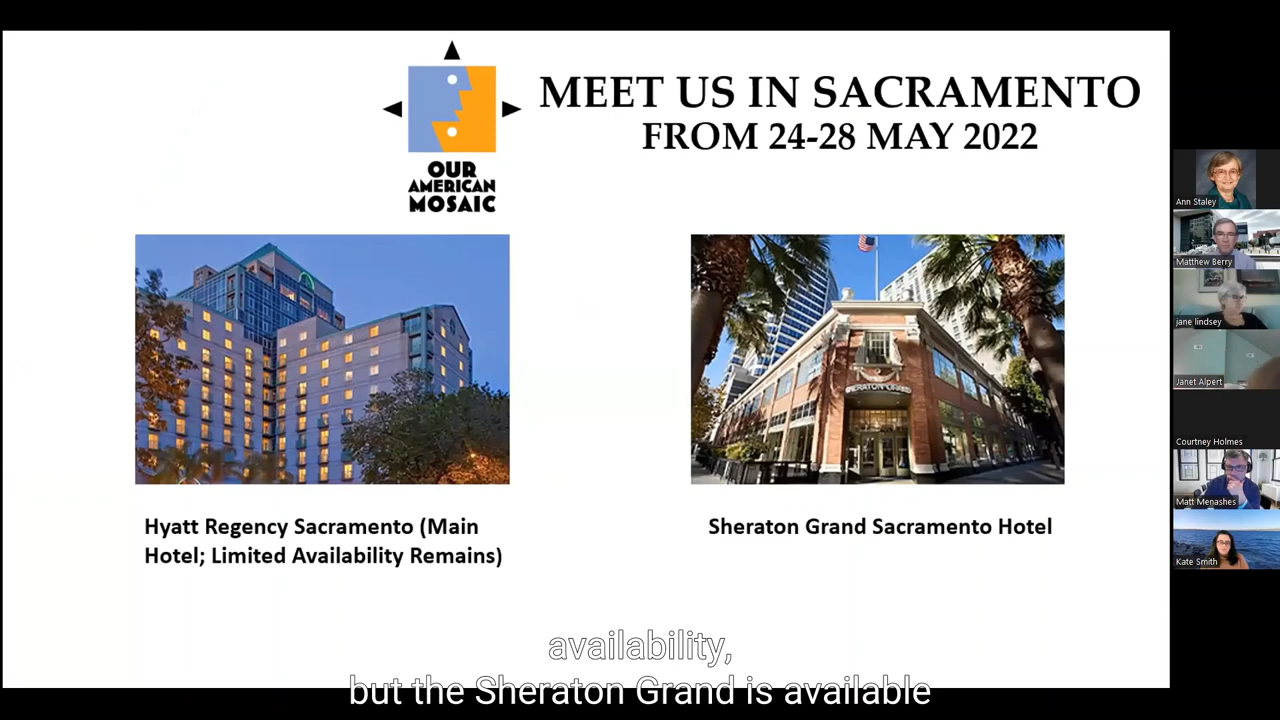 MEET US IN SACRAMENTO
FROM 24-28 MAY 2022
OUR
AMERICAN
MOSAIC
SHERATON GRAND
Hyatt Regency Sacramento (Main
Hotel; Limited Availability Remains)
Sheraton Grand Sacramento Hotel
availability,
but the Sheraton Grand is available
Ann Staley
Matthew Berry
jane lindsey
Janet Alpert
Courtney Holmes
Matt Menashes
Kate Smith